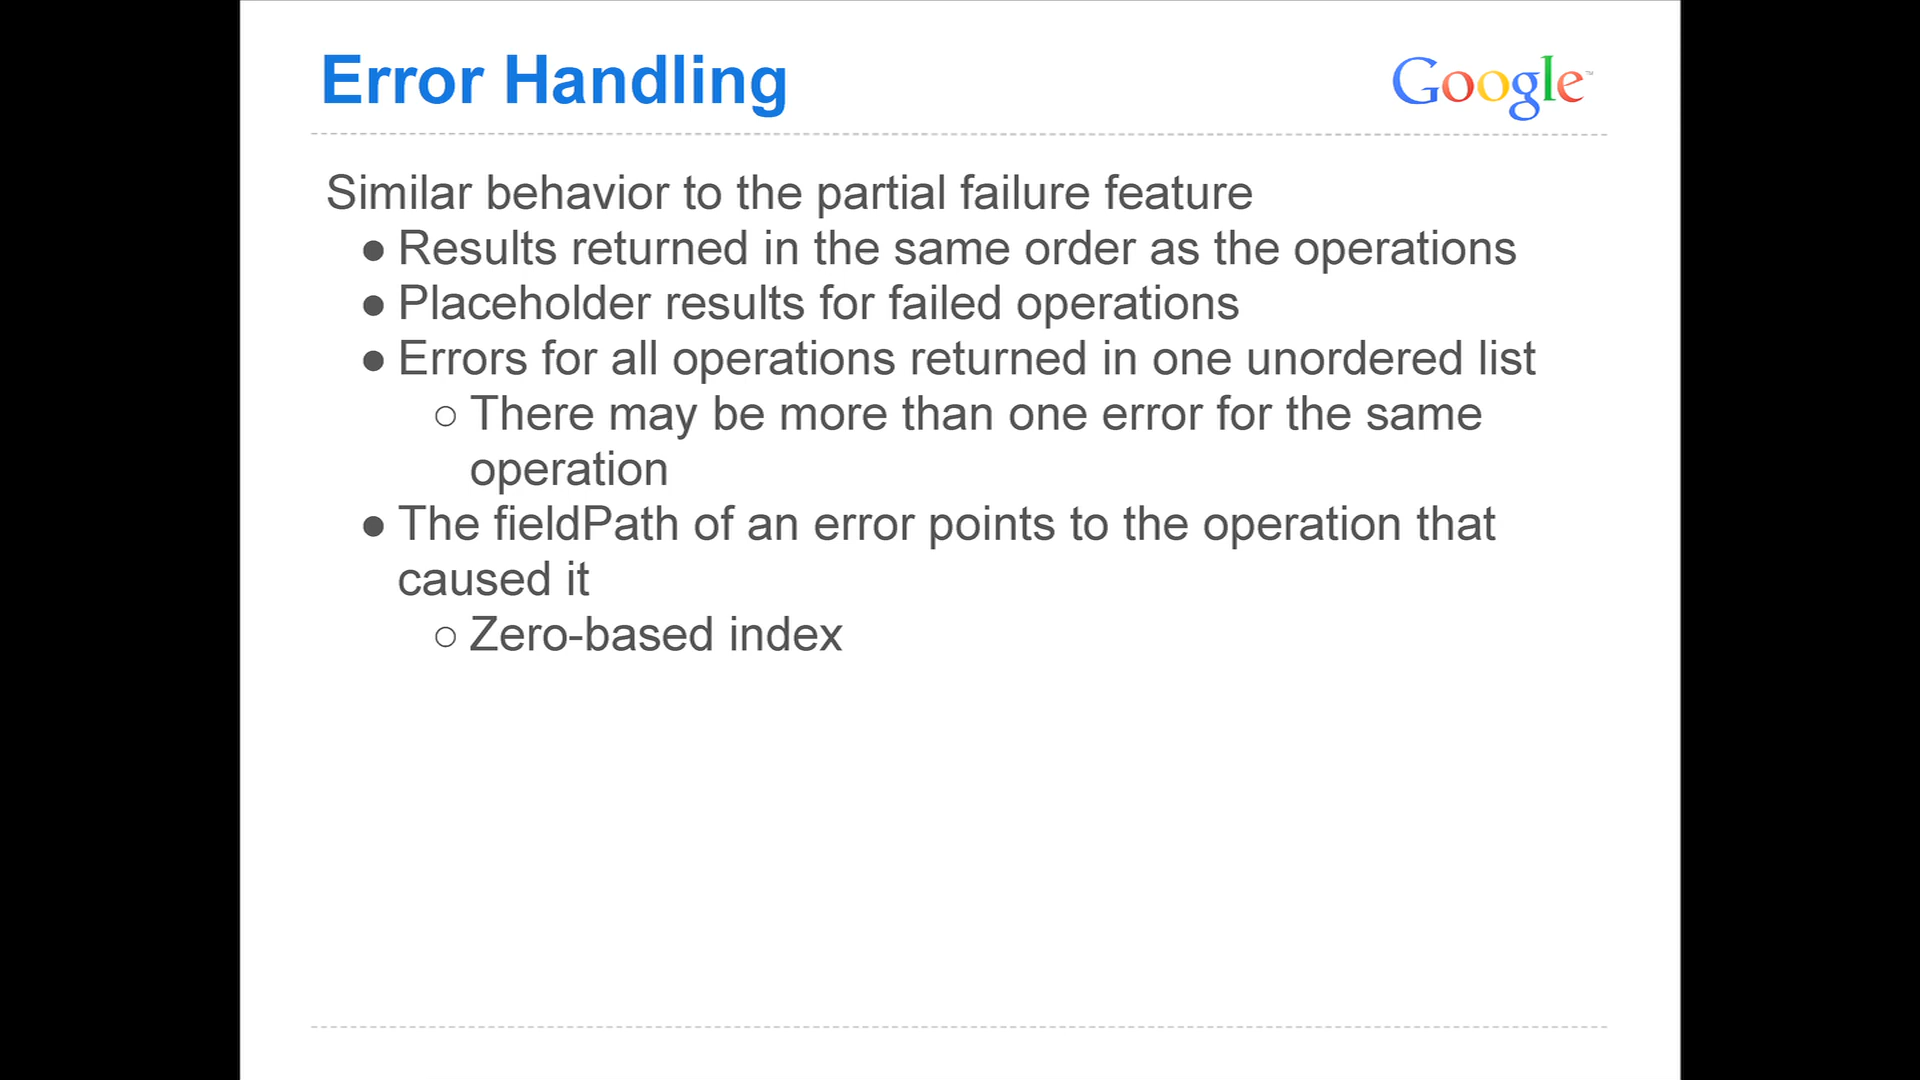 Error Handling
Google™
Similar behavior to the partial failure feature
● Results returned in the same order as the operations
● Placeholder results for failed operations
● Errors for all operations returned in one unordered list
○ There may be more than one error for the same
operation
● The fieldPath of an error points to the operation that
caused it
○ Zero-based index